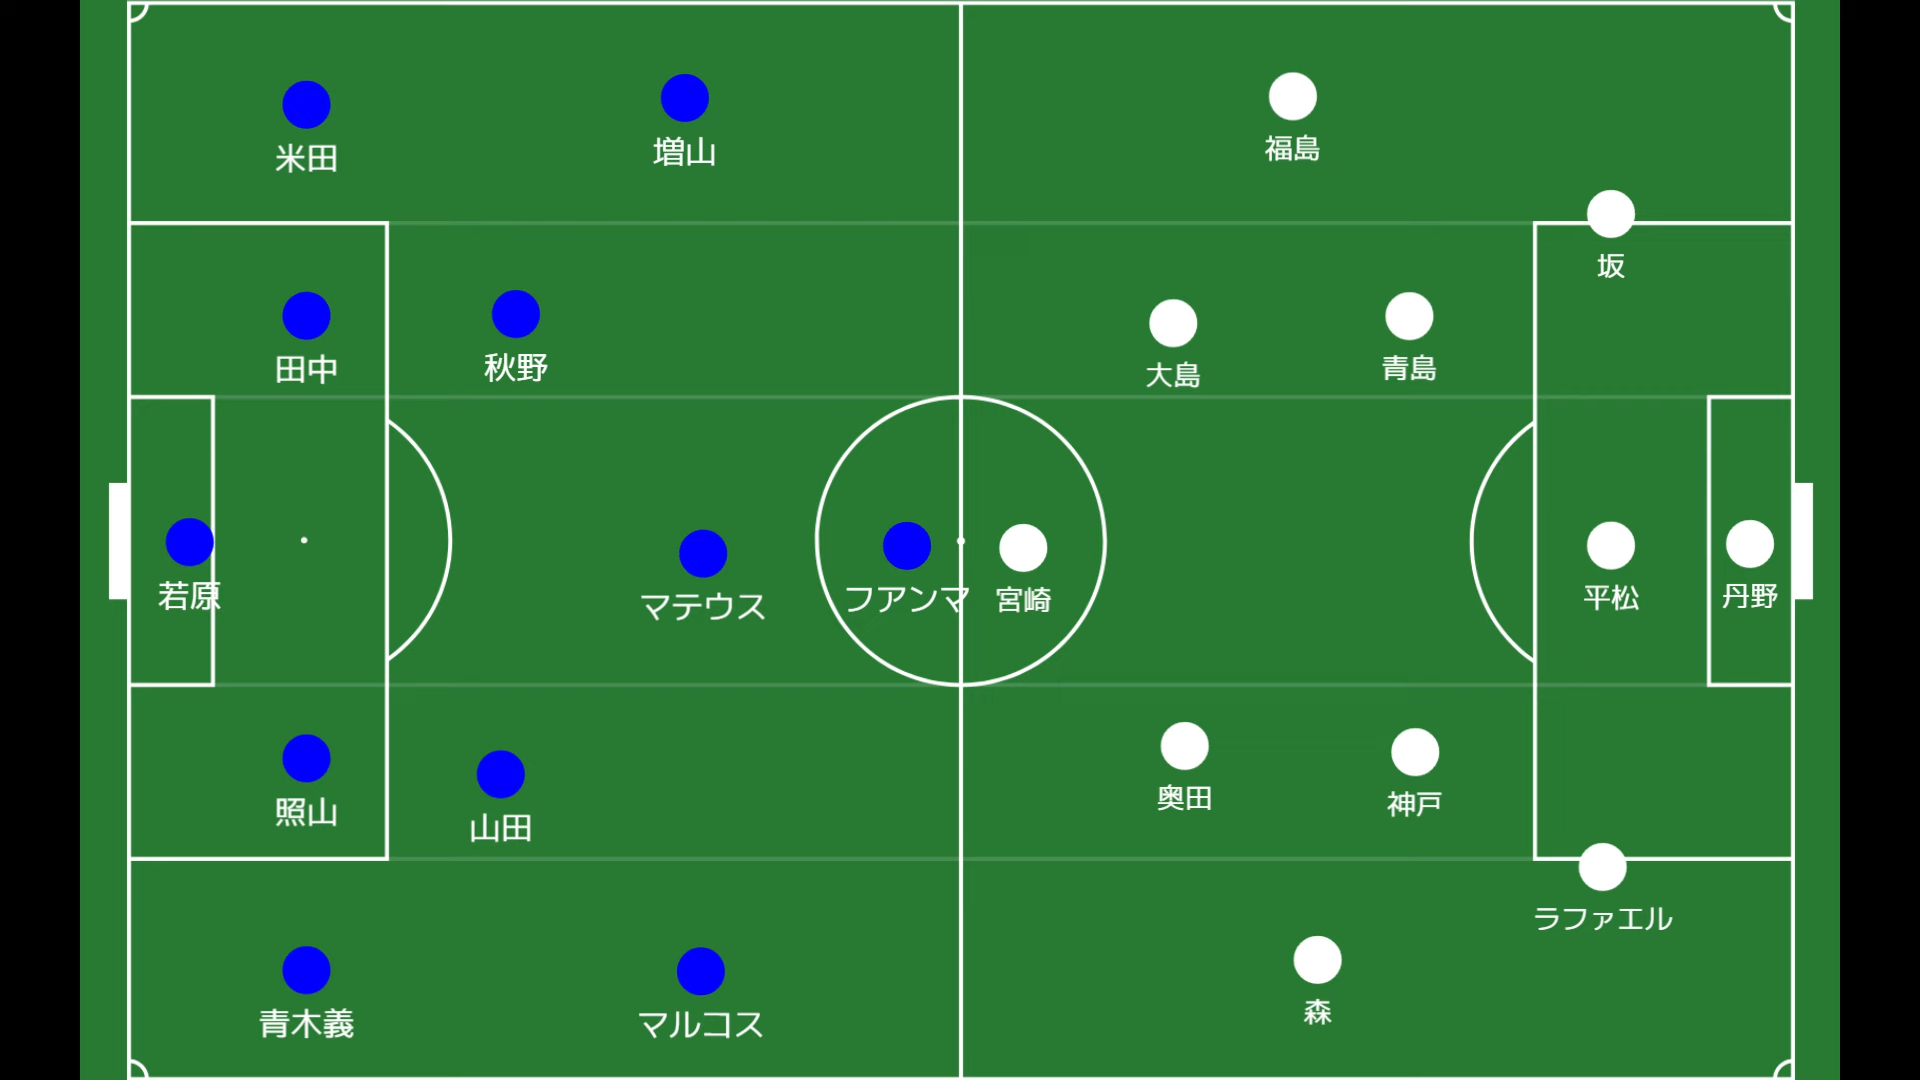 米田
増山
福島
坂
田中
秋野
大島
青島
若原
マテウス
フアンマ
宮崎
平松
丹野
照山
山田
奥田
神戸
ラファエル
青木義
マルコス
森